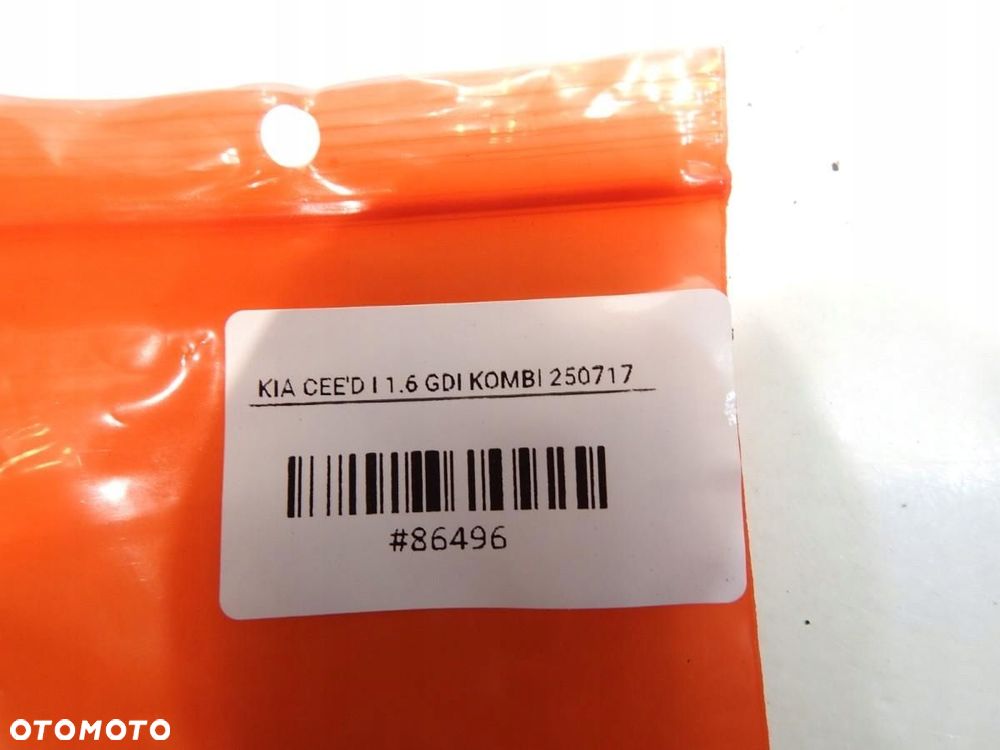 KIA CEE'D I 1.6 GDI KOMBI 250717
#86496
OTOMOTO